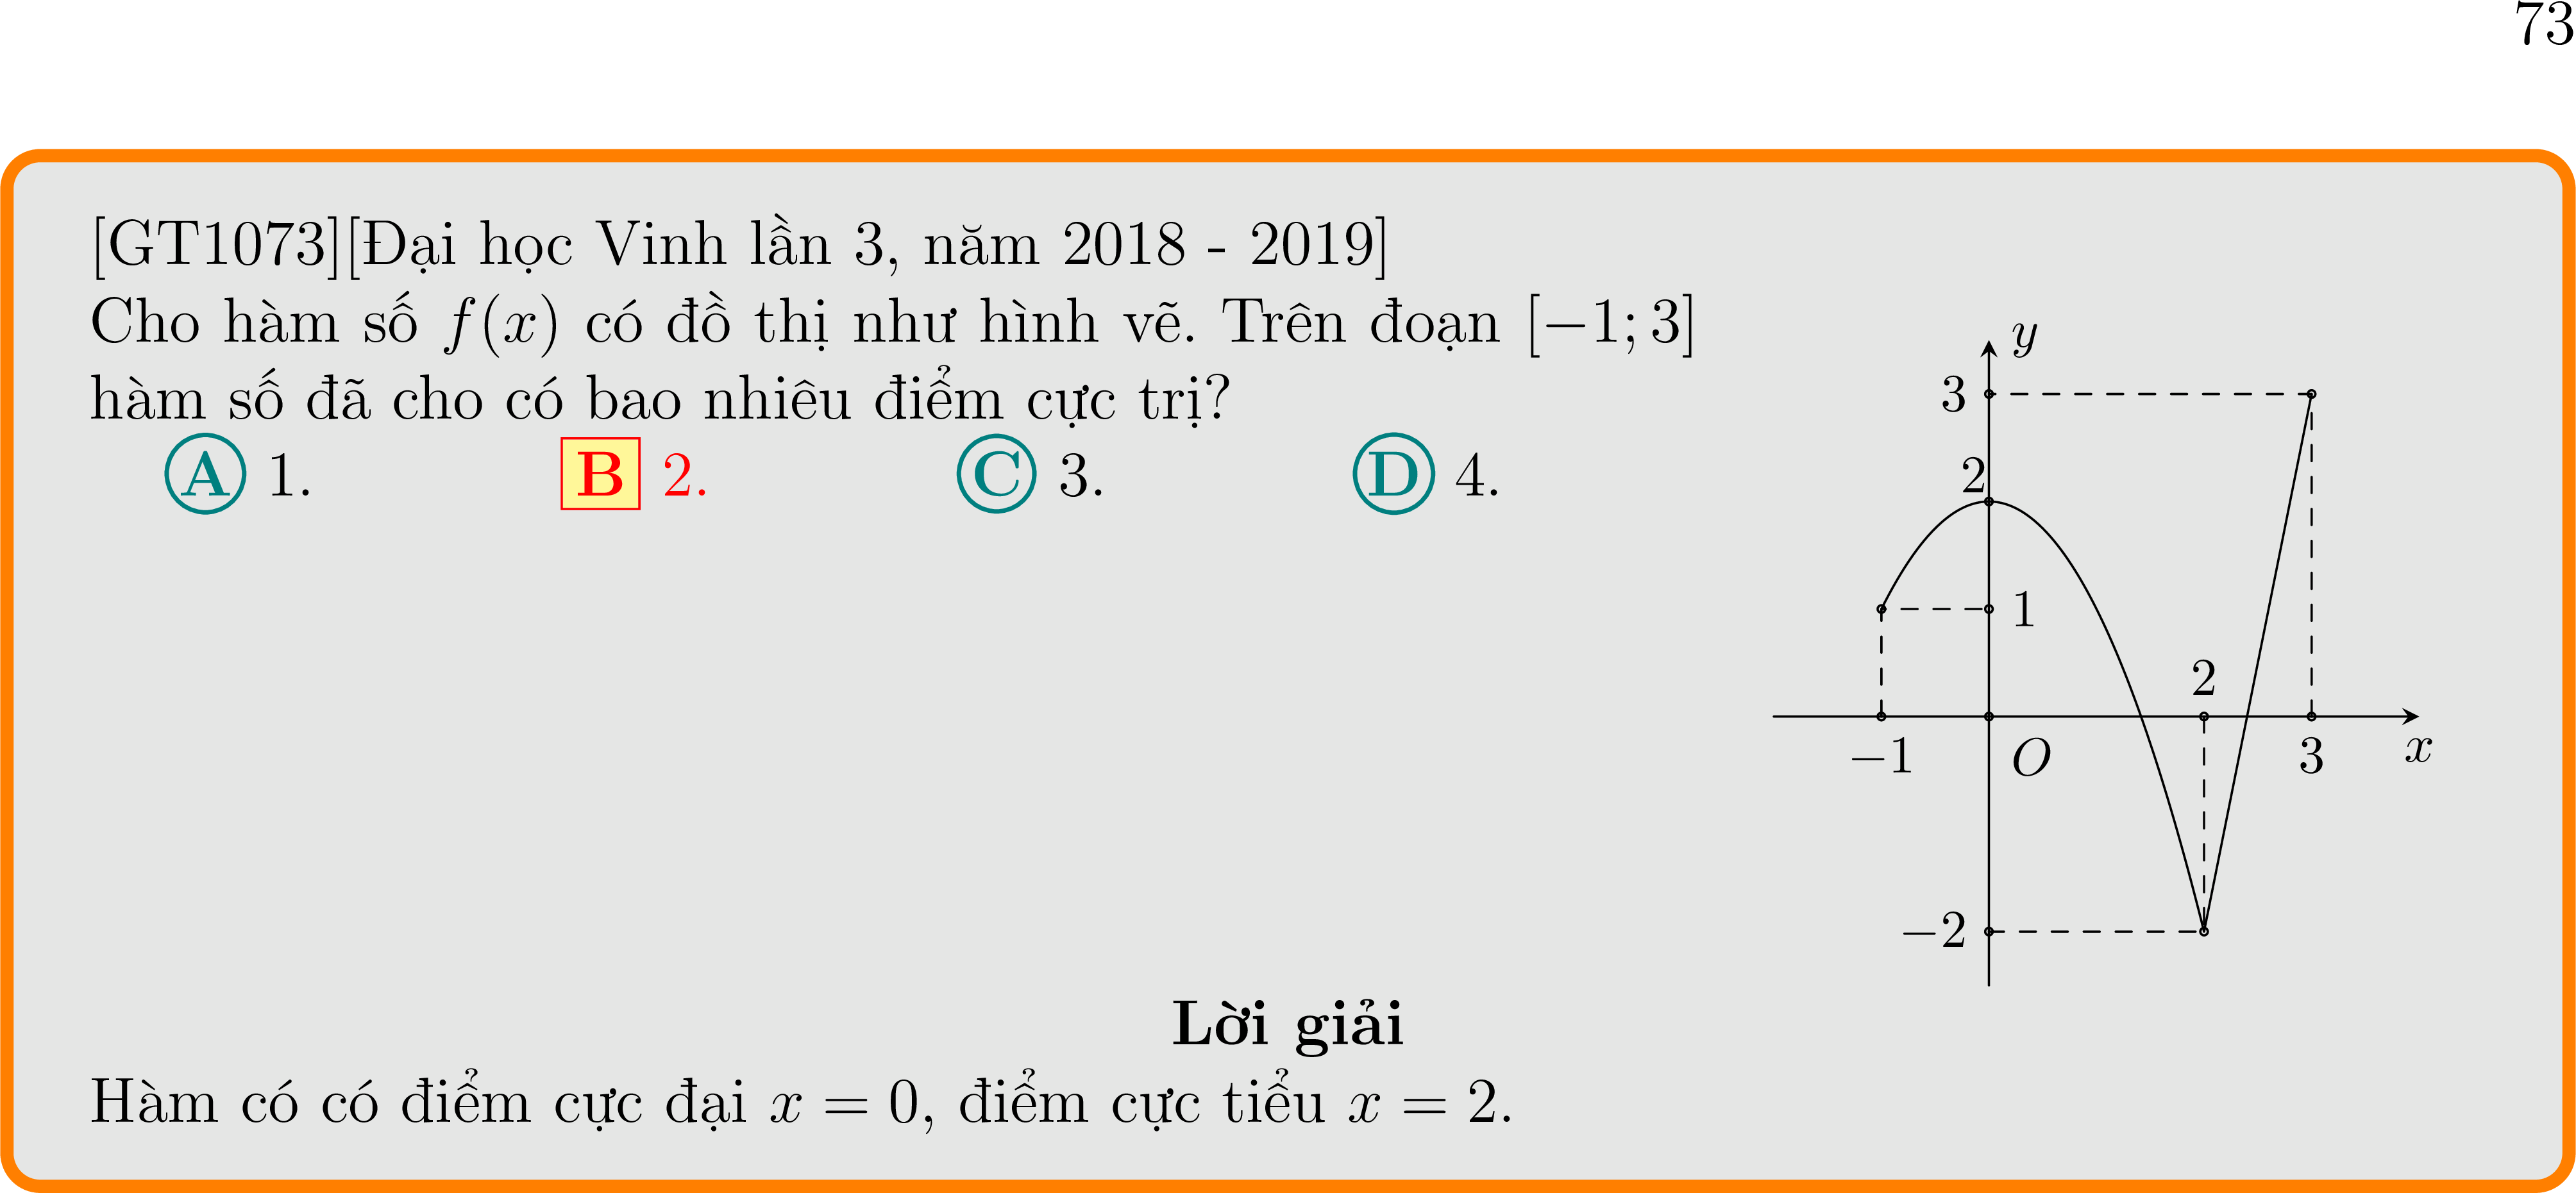 73
[GT1073][Đại học Vinh lần 3, năm 2018 - 2019]
Cho hàm số f(x) có đồ thị như hình vẽ. Trên đoạn [−1; 3]
hàm số đã cho có bao nhiêu điểm cực trị?
A 1. B 2. C 3. D 4.
y
3
2
1
2
−1 O 3 x
−2
Lời giải
Hàm có có điểm cực đại x = 0, điểm cực tiểu x = 2.